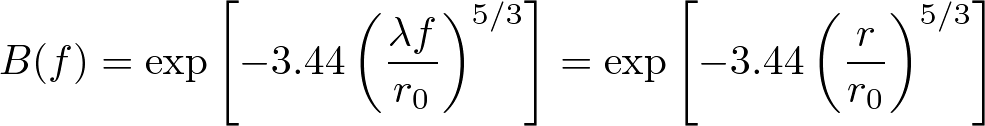 B(f) = exp[−3.44(λf/r₀)^{5/3}] = exp[−3.44(r/r₀)^{5/3}]